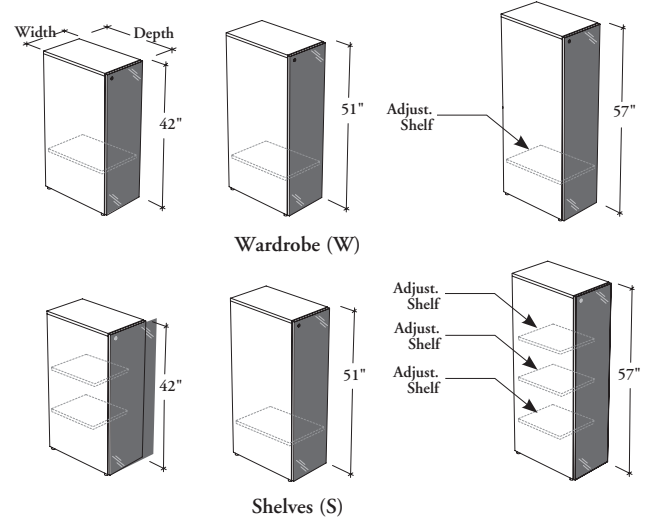 Width
Depth
42"
51"
Adjust.
Shelf
57"
Wardrobe (W)
42"
51"
Adjust.
Shelf
Adjust.
Shelf
Adjust.
Shelf
57"
Shelves (S)